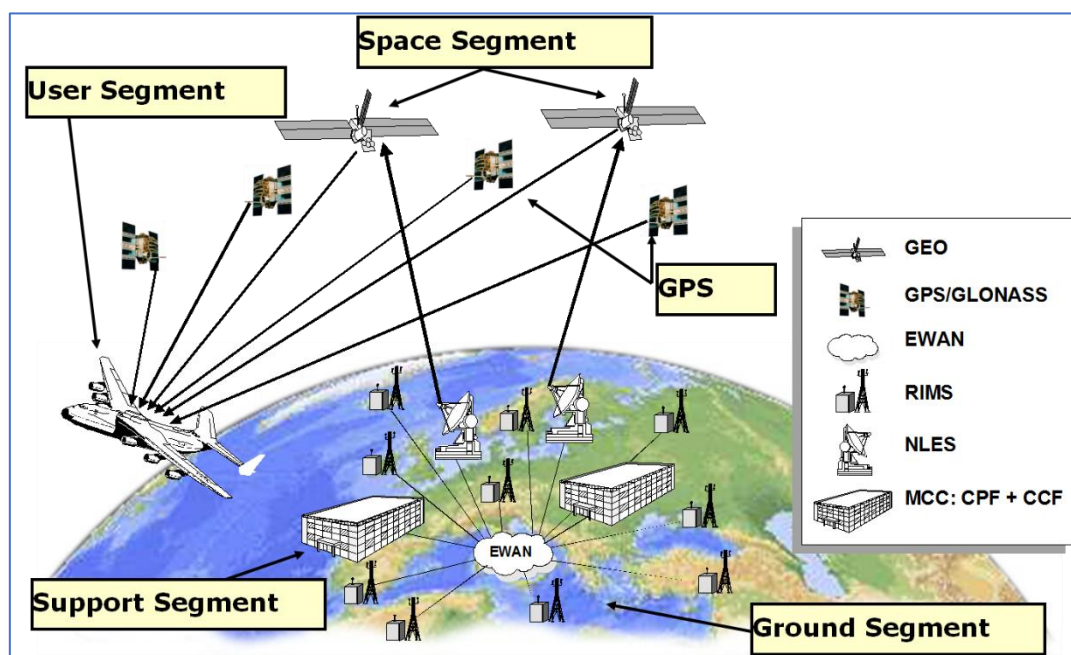 Space Segment
User Segment
GPS
GEO
GPS/GLONASS
EWAN
RIMS
NLES
MCC: CPF + CCF
EWAN
Support Segment
Ground Segment